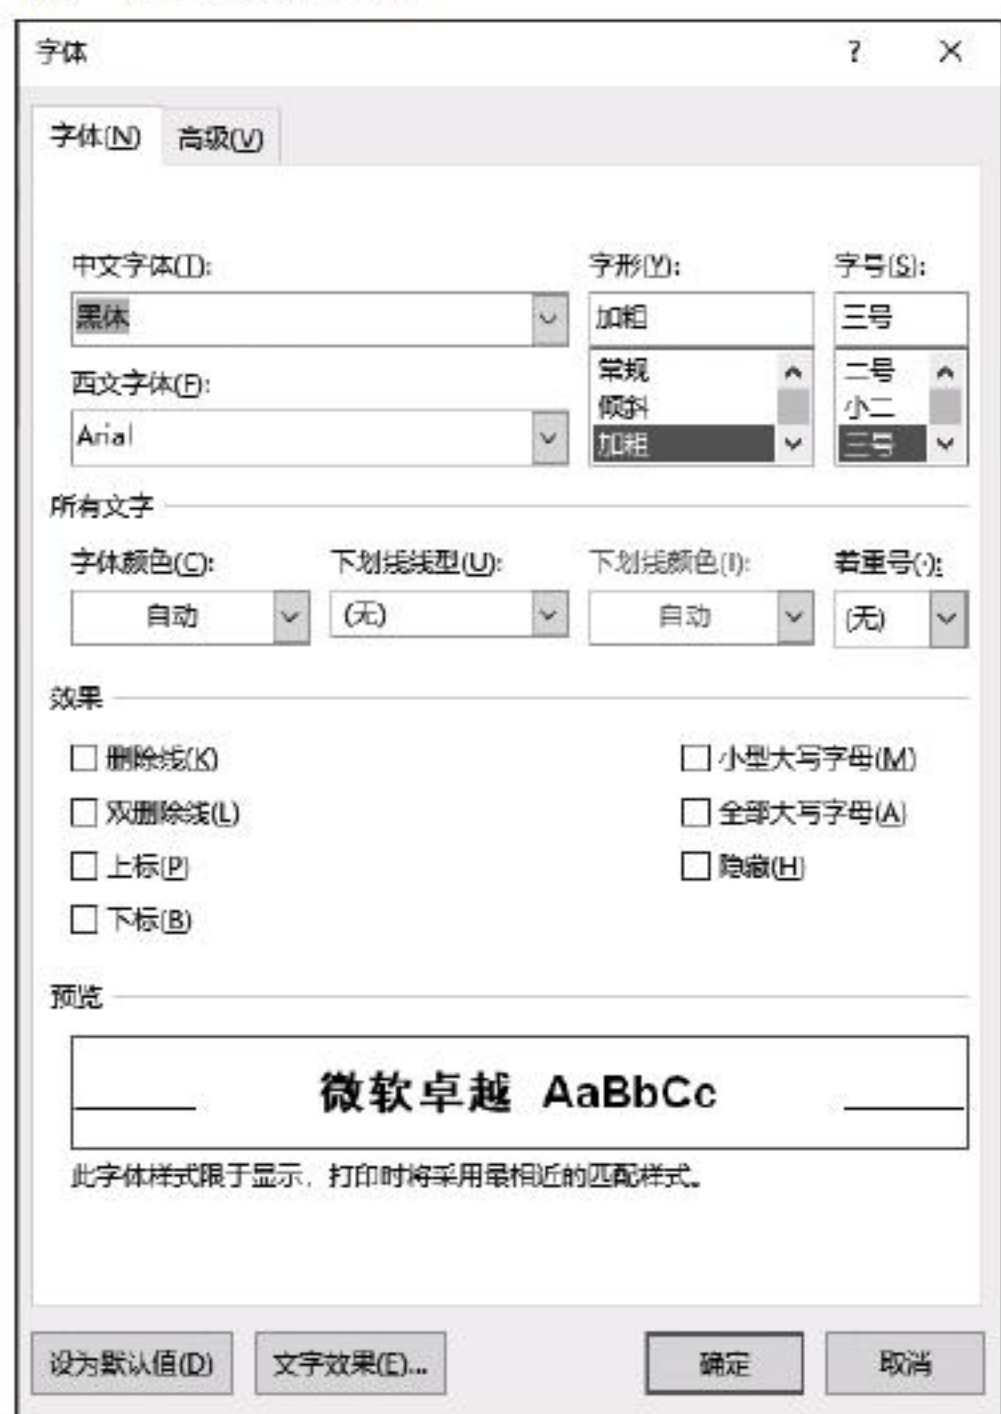 字体 ? ×
字体(N) 高级(V)
中文字体(T): 字形(Y): 字号(S):
黑体 加粗 三号
常规 二号
西文字体(F): 倾斜 小二
Arial 加粗 三号
所有文字
字体颜色(C): 下划线线型(U): 下划线颜色(I): 着重号(·):
自动 (无) 自动 (无)
效果
删除线(K) 小型大写字母(M)
双删除线(L) 全部大写字母(A)
上标(P) 隐藏(H)
下标(B)
预览
微软卓越 AaBbCc
此字体样式限于显示，打印时将采用最相近的匹配样式。
设为默认值(D) 文字效果(E)... 确定 取消